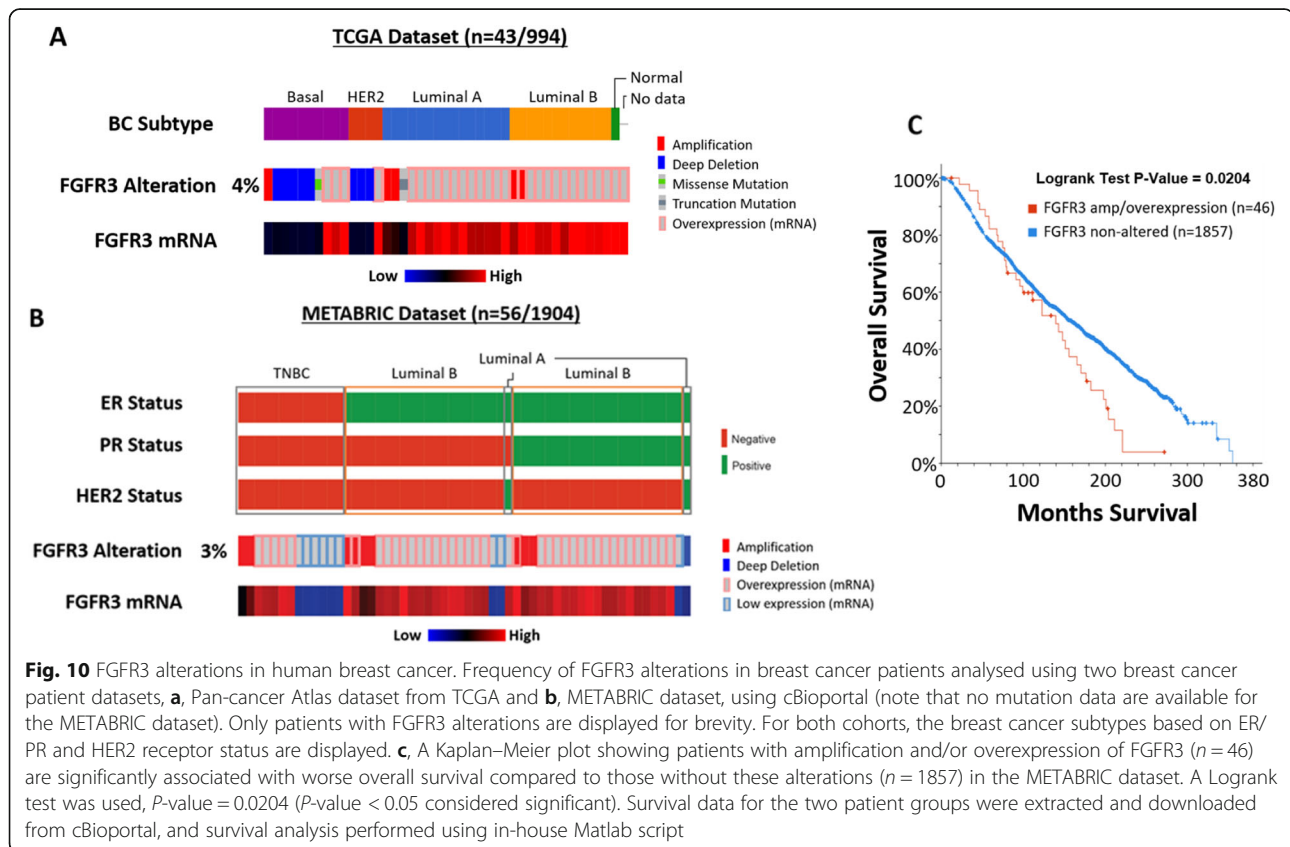 A
TCGA Dataset (n=43/994)
Normal
No data
Basal HER2 Luminal A Luminal B
BC Subtype
FGFR3 Alteration 4%
Amplification
Deep Deletion
Missense Mutation
Truncation Mutation
Overexpression (mRNA)
FGFR3 mRNA
Low High
B
METABRIC Dataset (n=56/1904)
Luminal A
TNBC Luminal B Luminal B
ER Status
PR Status
HER2 Status
Negative
Positive
FGFR3 Alteration 3%
Amplification
Deep Deletion
Overexpression (mRNA)
Low expression (mRNA)
FGFR3 mRNA
Low High
C
Logrank Test P-Value = 0.0204
FGFR3 amp/overexpression (n=46)
FGFR3 non-altered (n=1857)
Overall Survival
100%
80%
60%
40%
20%
0%
0 100 200 300 380
Months Survival
Fig. 10 FGFR3 alterations in human breast cancer. Frequency of FGFR3 alterations in breast cancer patients analysed using two breast cancer
patient datasets, a, Pan-cancer Atlas dataset from TCGA and b, METABRIC dataset, using cBioportal (note that no mutation data are available for
the METABRIC dataset). Only patients with FGFR3 alterations are displayed for brevity. For both cohorts, the breast cancer subtypes based on ER/
PR and HER2 receptor status are displayed. c, A Kaplan–Meier plot showing patients with amplification and/or overexpression of FGFR3 (n = 46)
are significantly associated with worse overall survival compared to those without these alterations (n = 1857) in the METABRIC dataset. A Logrank
test was used, P-value = 0.0204 (P-value < 0.05 considered significant). Survival data for the two patient groups were extracted and downloaded
from cBioportal, and survival analysis performed using in-house Matlab script